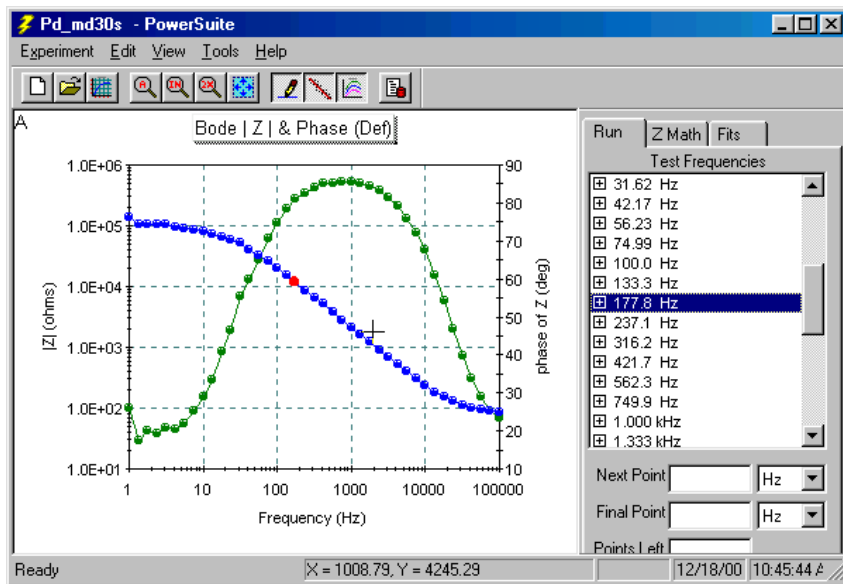 Pd_md30s - PowerSuite
Experiment Edit View Tools Help
A
Bode | Z | & Phase (Def)
1.0E+06
1.0E+05
1.0E+04
1.0E+03
1.0E+02
1.0E+01
|Z| (ohms)
90
80
70
60
50
40
30
20
10
phase of Z (deg)
1 10 100 1000 10000 100000
Frequency (Hz)
Run Z Math Fits
Test Frequencies
31.62 Hz
42.17 Hz
56.23 Hz
74.99 Hz
100.0 Hz
133.3 Hz
177.8 Hz
237.1 Hz
316.2 Hz
421.7 Hz
562.3 Hz
749.9 Hz
1.000 kHz
1.333 kHz
Next Point Hz
Final Point Hz
Points Left
Ready X = 1008.79, Y = 4245.29 12/18/00 10:45:44 A